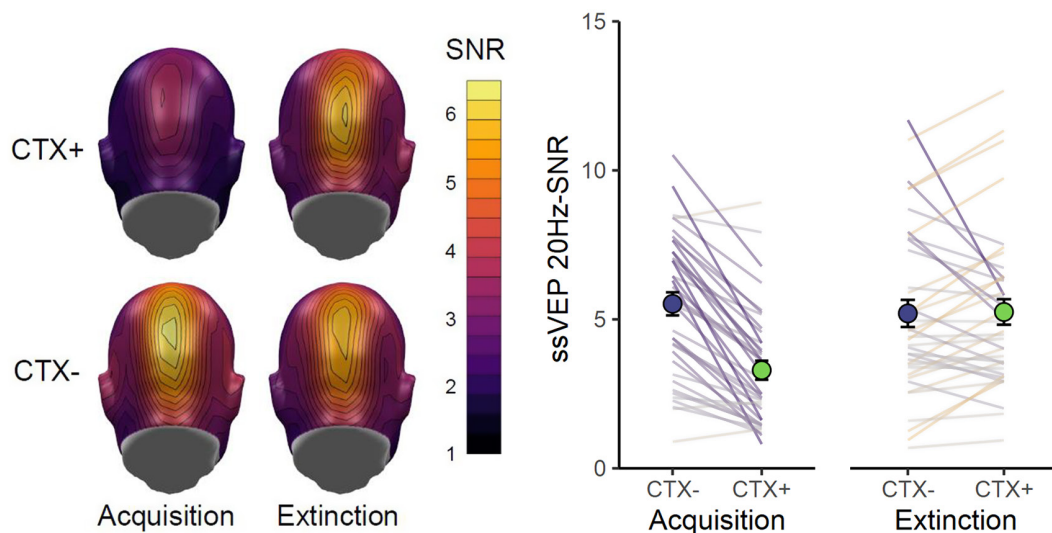 SNR
CTX+
CTX-
6
5
4
3
2
1
Acquisition
Extinction
ssVEP 20Hz-SNR
15
10
5
0
CTX-
CTX+
CTX-
CTX+
Acquisition
Extinction